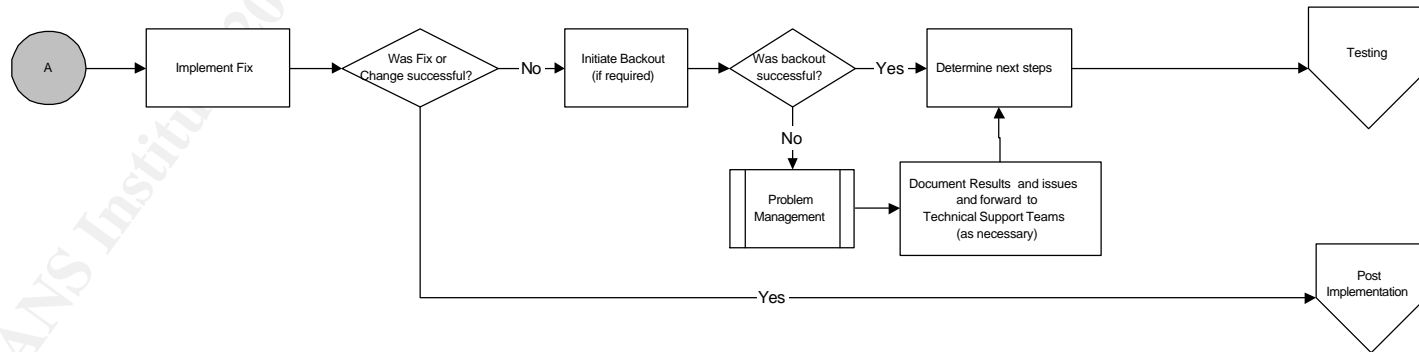 A
Implement Fix
Was Fix or
Change successful?
No
Initiate Backout
(if required)
Was backout
successful?
Yes
Determine next steps
Testing
No
Problem
Management
Document Results and issues
and forward to
Technical Support Teams
(as necessary)
Yes
Post
Implementation